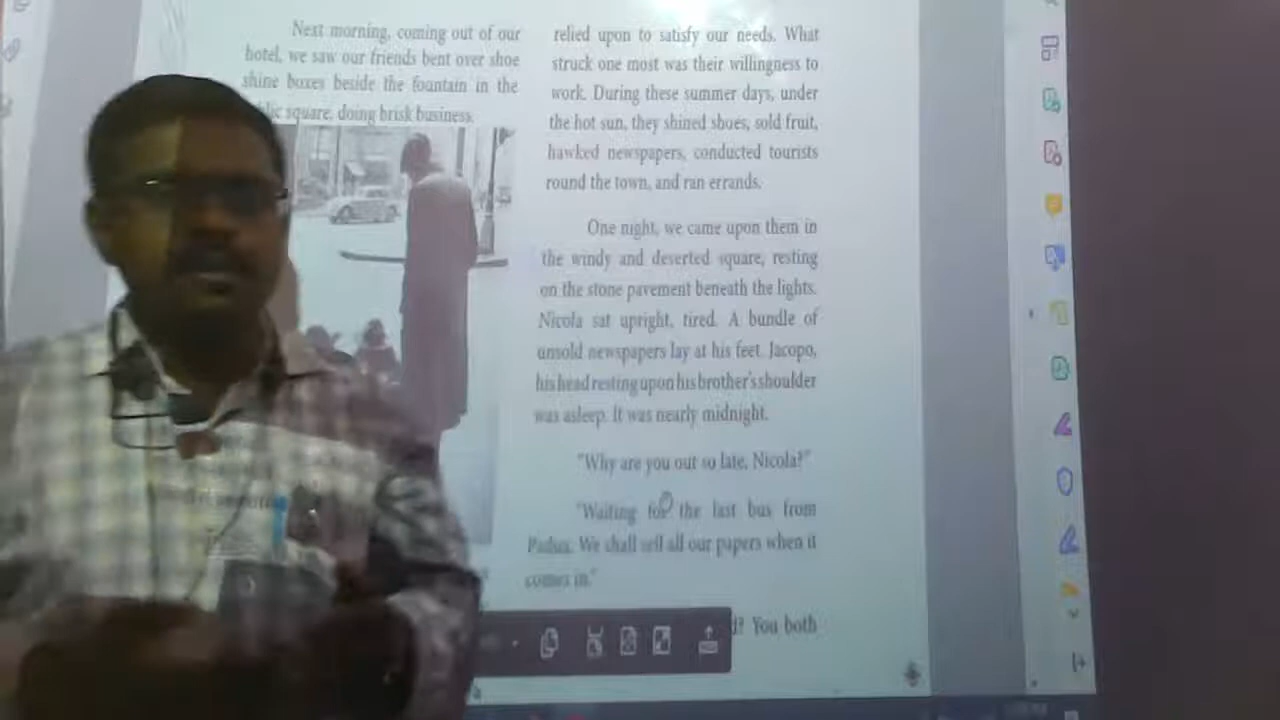 Next morning, coming out of our
hotel, we saw our friends bent over shoe
shine boxes beside the fountain in the
square, doing brisk business.
relied upon to satisfy our needs. What
struck one most was their willingness to
work. During these summer days, under
the hot sun, they shined shoes, sold fruit,
hawked newspapers, conducted tourists
round the town, and ran errands.
One night, we came upon them in
the windy and deserted square, resting
on the stone pavement beneath the lights.
Nicola sat upright, tired. A bundle of
unsold newspapers lay at his feet. Jacopo,
his head resting upon his brother's shoulder
was asleep. It was nearly midnight.
"Why are you out so late, Nicola?"
"Waiting for the last bus from
Padua. We shall sell all our papers when it
comes in."
You both